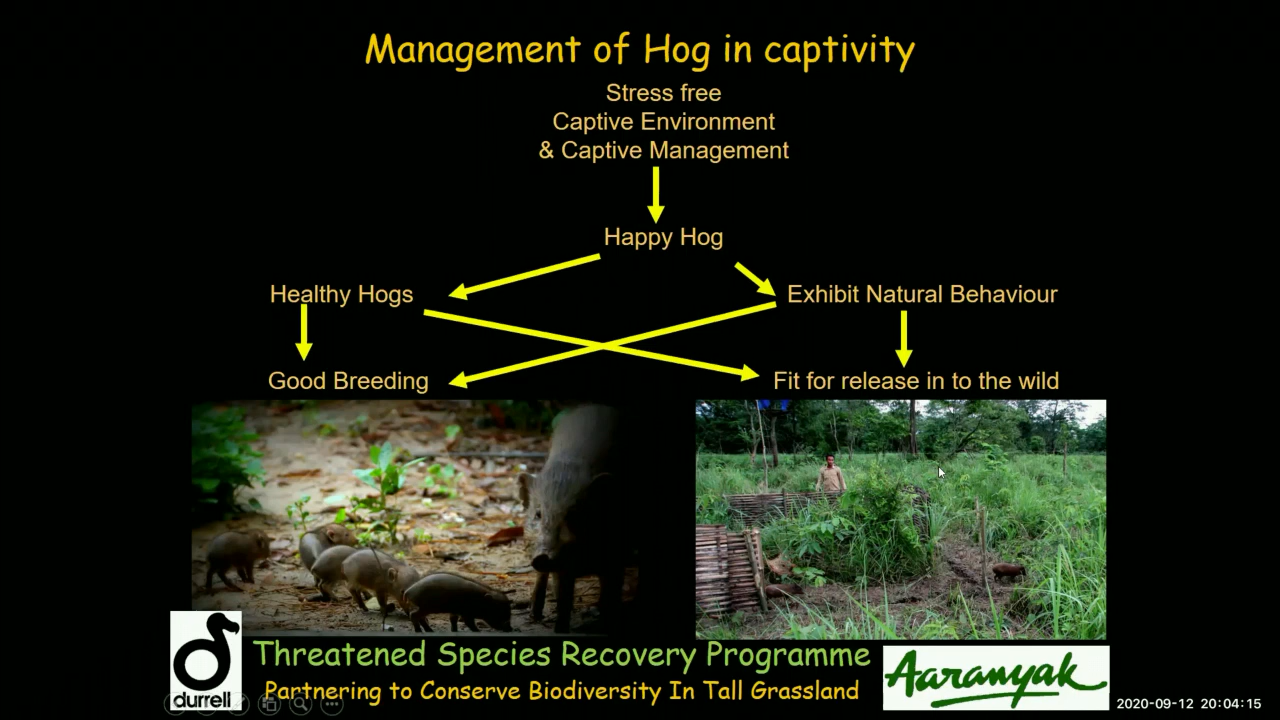 Management of Hog in captivity
Stress free
Captive Environment
& Captive Management
Happy Hog
Healthy Hogs
Exhibit Natural Behaviour
Good Breeding
Fit for release in to the wild
durrell
Threatened Species Recovery Programme
Partnering to Conserve Biodiversity In Tall Grassland
Aaranyak
2020-09-12 20:04:15